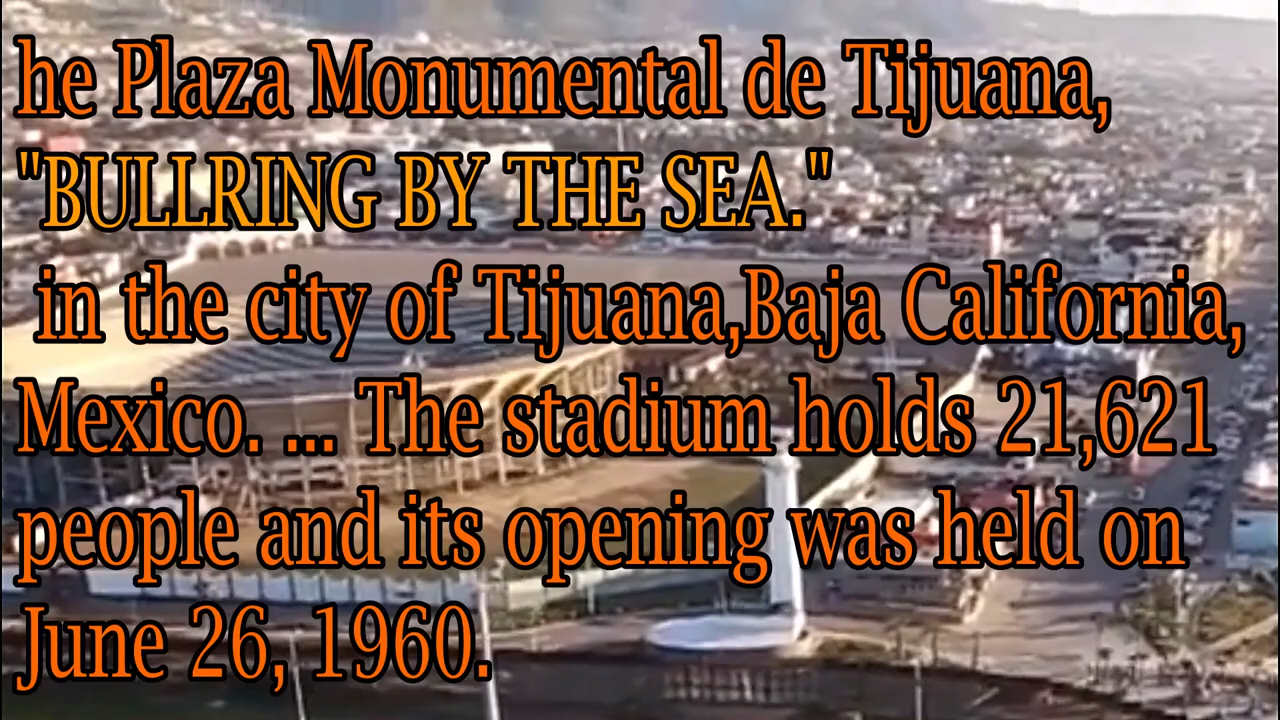 he Plaza Monumental de Tijuana,
"BULLRING BY THE SEA."
in the city of Tijuana,Baja California,
Mexico. ... The stadium holds 21,621
people and its opening was held on
June 26, 1960.